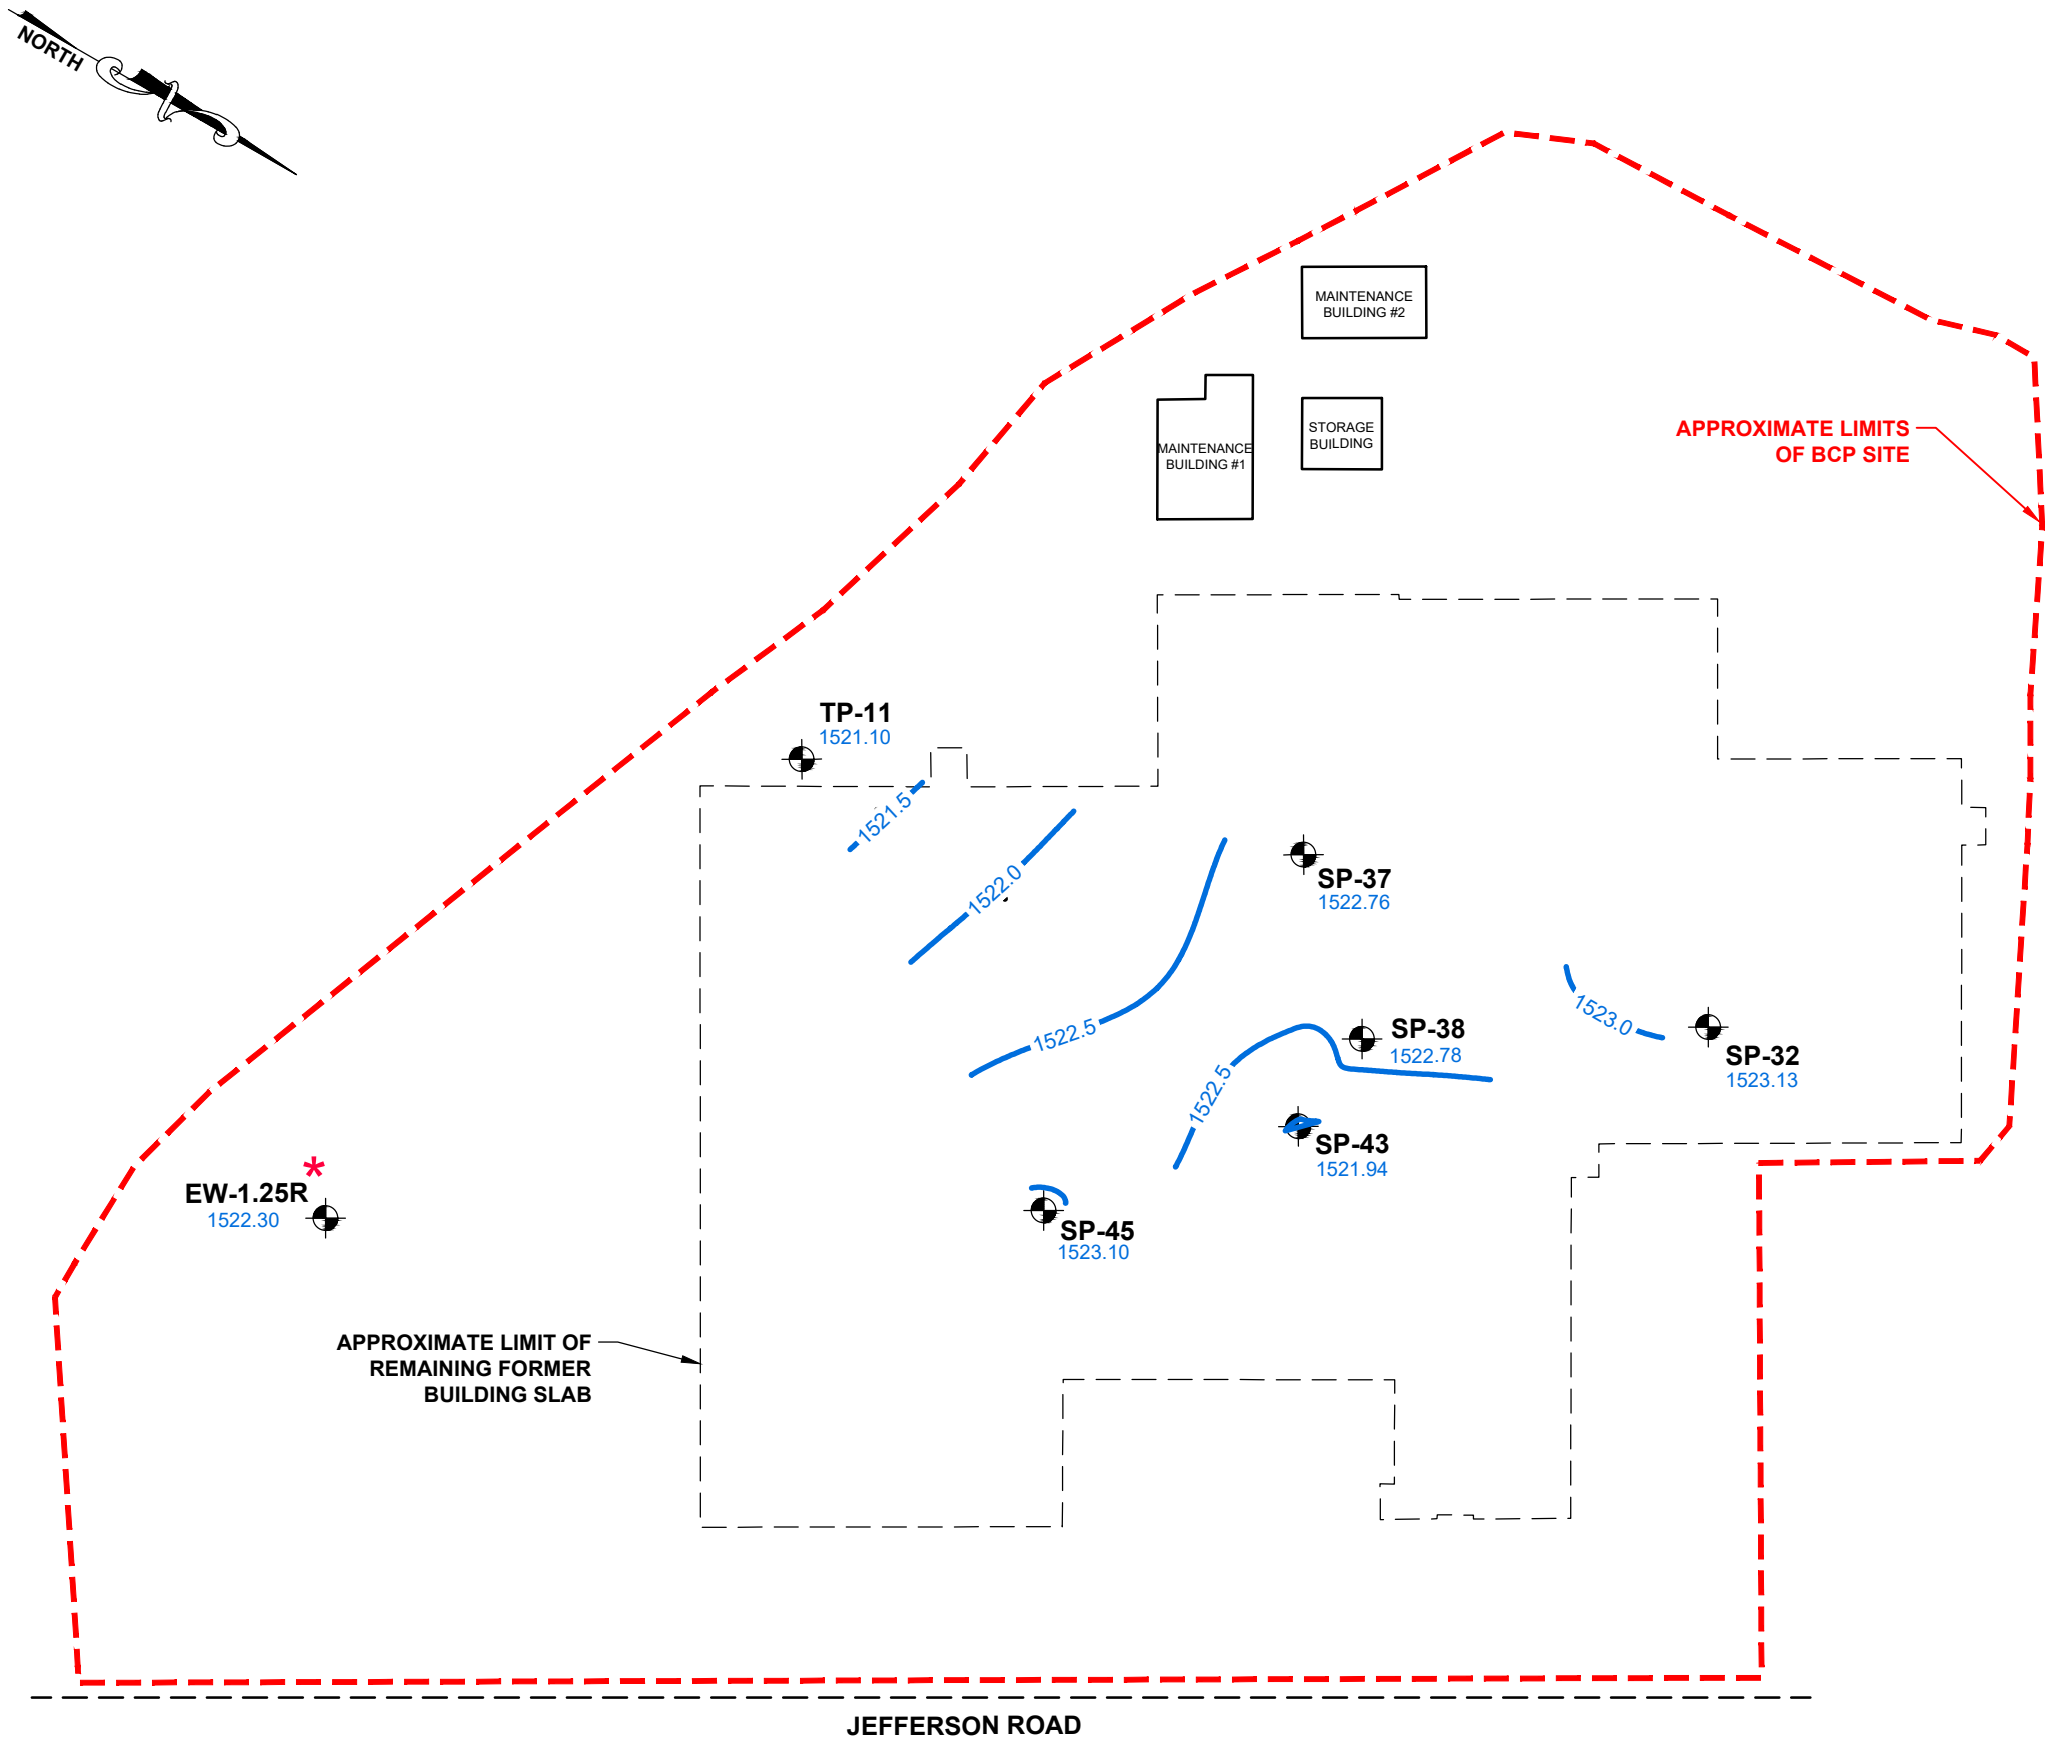 NORTH
MAINTENANCE
BUILDING #2
MAINTENANCE
BUILDING #1
STORAGE
BUILDING
APPROXIMATE LIMITS
OF BCP SITE
TP-11
1521.10
1521.5
1522.0
SP-37
1522.76
1522.5
SP-38
1522.78
1523.0
SP-32
1523.13
1522.5
SP-43
1521.94
*
EW-1.25R
1522.30
SP-45
1523.10
APPROXIMATE LIMIT OF
REMAINING FORMER
BUILDING SLAB
JEFFERSON ROAD